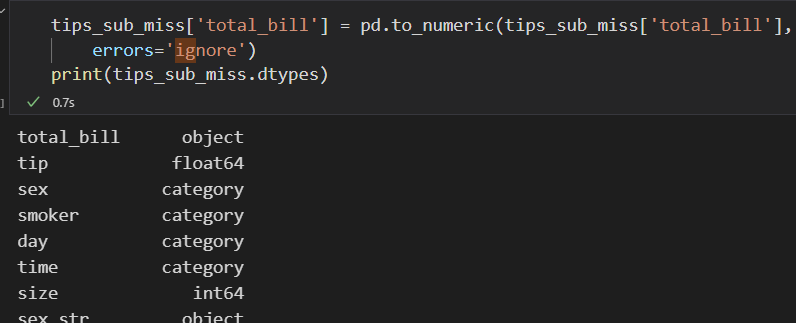 tips_sub_miss['total_bill'] = pd.to_numeric(tips_sub_miss['total_bill'],
errors='ignore')
print(tips_sub_miss.dtypes)
]
0.7s
total_bill object
tip float64
sex category
smoker category
day category
time category
size int64
sex_str object